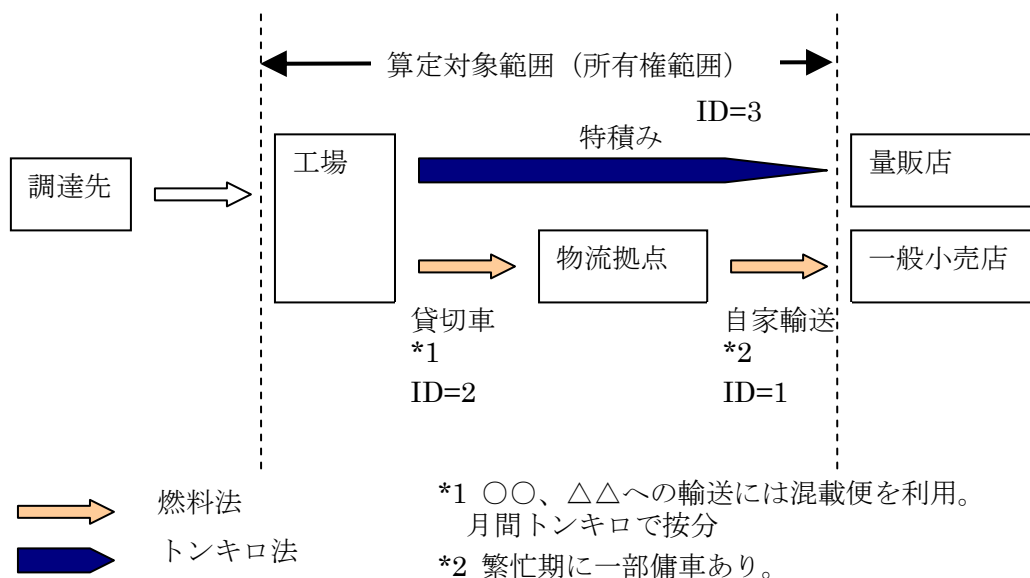 算定対象範囲（所有権範囲）
ID=3
特積み
調達先
工場
量販店
物流拠点
一般小売店
貸切車
*1
ID=2
自家輸送
*2
ID=1
燃料法
トンキロ法
*1 ○○、△△への輸送には混載便を利用。
月間トンキロで按分
*2 繁忙期に一部傭車あり。